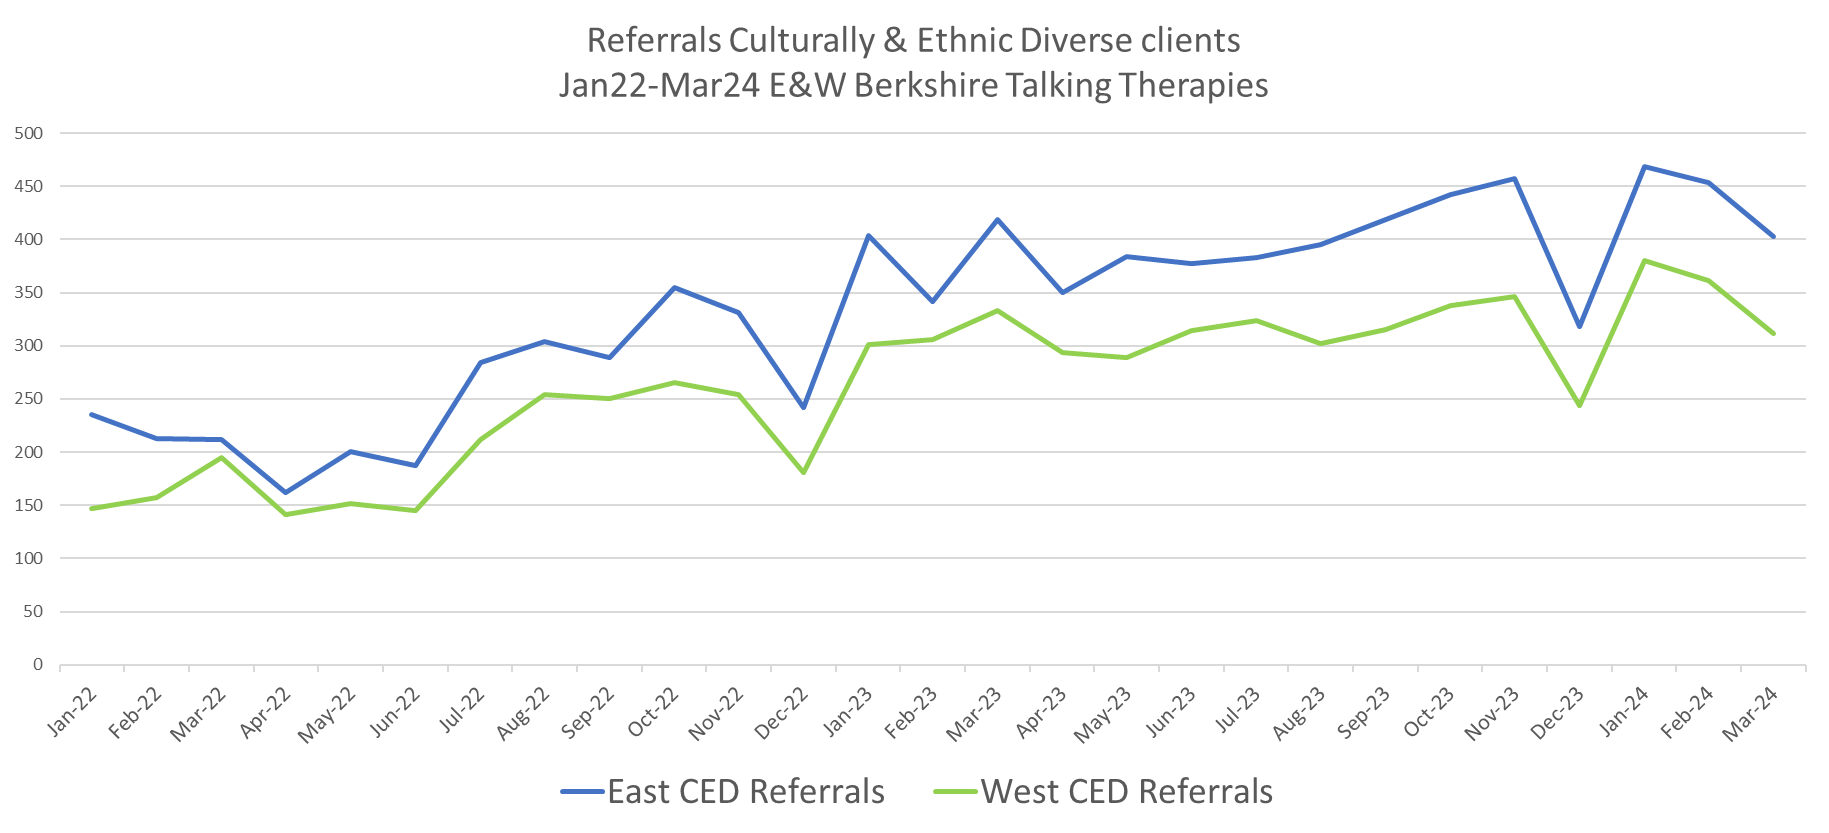 Referrals Culturally & Ethnic Diverse clients
Jan22-Mar24 E&W Berkshire Talking Therapies
500
450
400
350
300
250
200
150
100
50
0
Jan-22
Feb-22
Mar-22
Apr-22
May-22
Jun-22
Jul-22
Aug-22
Sep-22
Oct-22
Nov-22
Dec-22
Jan-23
Feb-23
Mar-23
Apr-23
May-23
Jun-23
Jul-23
Aug-23
Sep-23
Oct-23
Nov-23
Dec-23
Jan-24
Feb-24
Mar-24
East CED Referrals
West CED Referrals